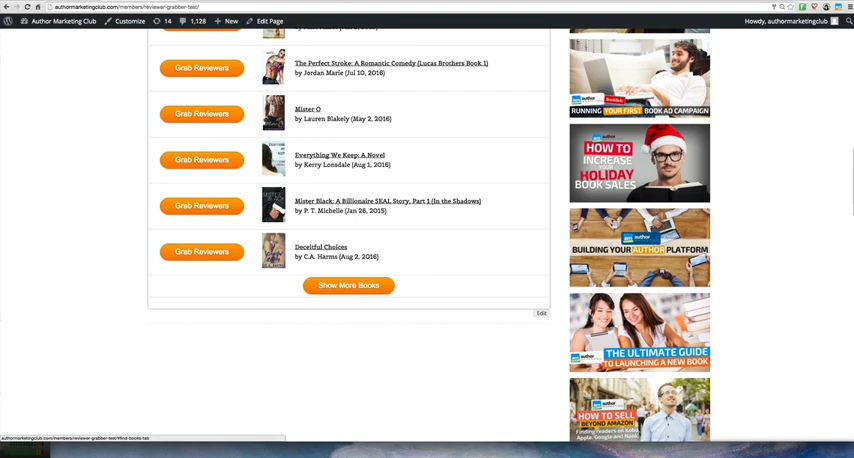 authormarketingclub.com/members/reviewer-grabber-test/
Author Marketing Club
Customize
14
1,128
New
Edit Page
Howdy, authormarketingclub
Grab Reviewers
The Perfect Stroke: A Romantic Comedy (Lucas Brothers Book 1)
by Jordan Marie (Jul 10, 2016)
Grab Reviewers
Mister O
by Lauren Blakely (May 2, 2016)
Grab Reviewers
Everything We Keep: A Novel
by Kerry Lonsdale (Aug 1, 2016)
Grab Reviewers
Mister Black: A Billionaire SEAL Story, Part 1 (In the Shadows)
by P. T. Michelle (Jan 26, 2015)
Grab Reviewers
Deceitful Choices
by C.A. Harms (Aug 2, 2016)
Show More Books
Edit
author
RUNNING YOUR FIRST BOOK AD CAMPAIGN
author
HOW TO
INCREASE
YOUR
HOLIDAY
BOOK SALES
author
BUILDING YOUR AUTHOR PLATFORM
author
THE ULTIMATE GUIDE
TO LAUNCHING A NEW BOOK
author
HOW TO SELL
BEYOND AMAZON
Finding readers on Kobo,
Apple, Google and Nook
authormarketingclub.com/members/reviewer-grabber-test/#find-books-tab